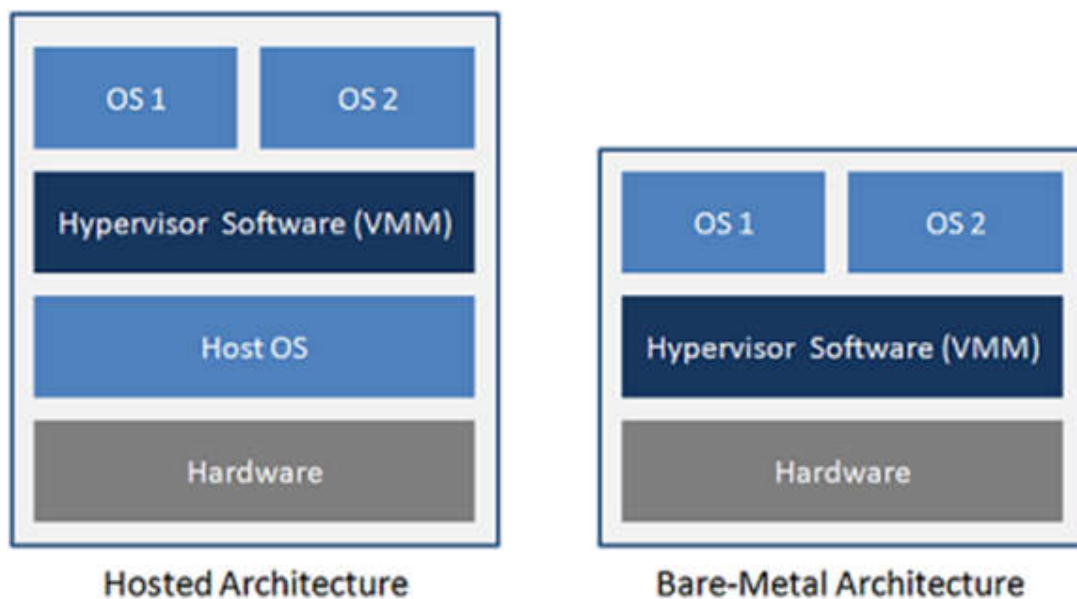 OS 1
OS 2
Hypervisor Software (VMM)
Host OS
Hardware
Hosted Architecture
OS 1
OS 2
Hypervisor Software (VMM)
Hardware
Bare-Metal Architecture